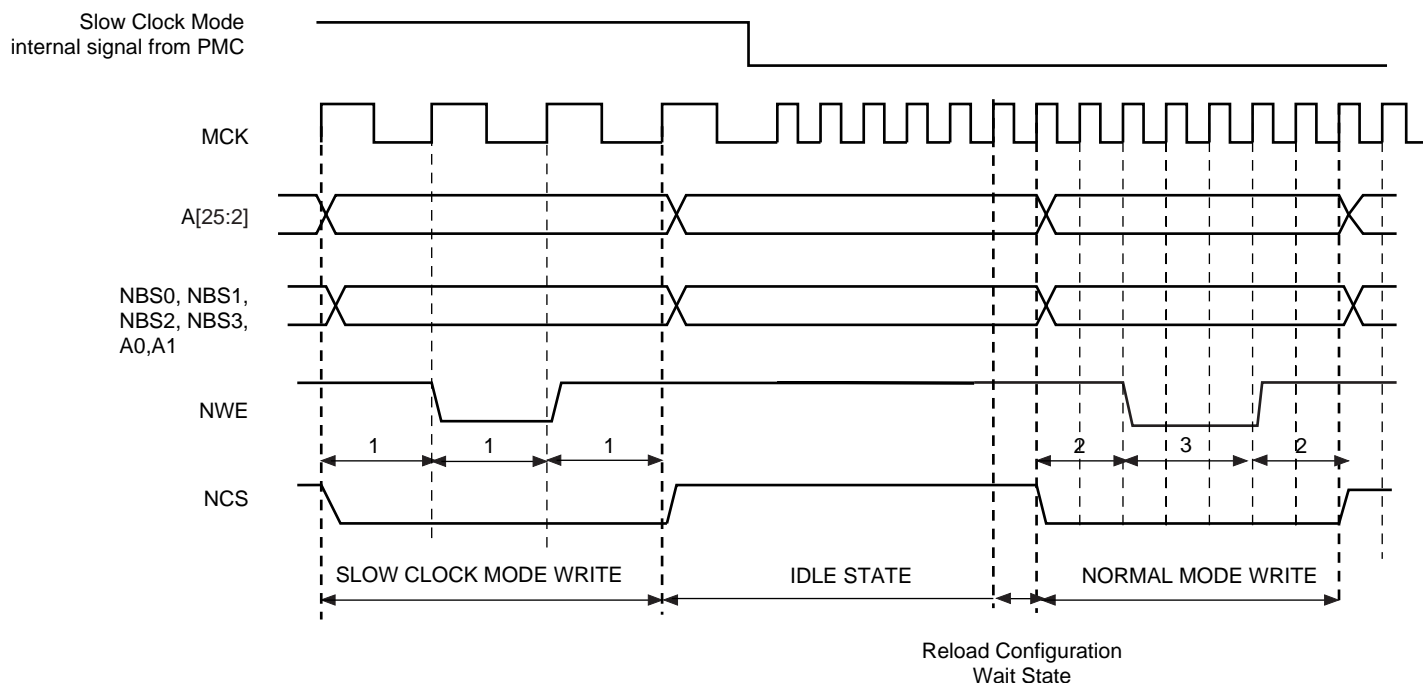 Slow Clock Mode
internal signal from PMC
MCK
A[25:2]
NBS0, NBS1,
NBS2, NBS3,
A0,A1
NWE
1 1 1 2 3 2
NCS
SLOW CLOCK MODE WRITE IDLE STATE NORMAL MODE WRITE
Reload Configuration
Wait State